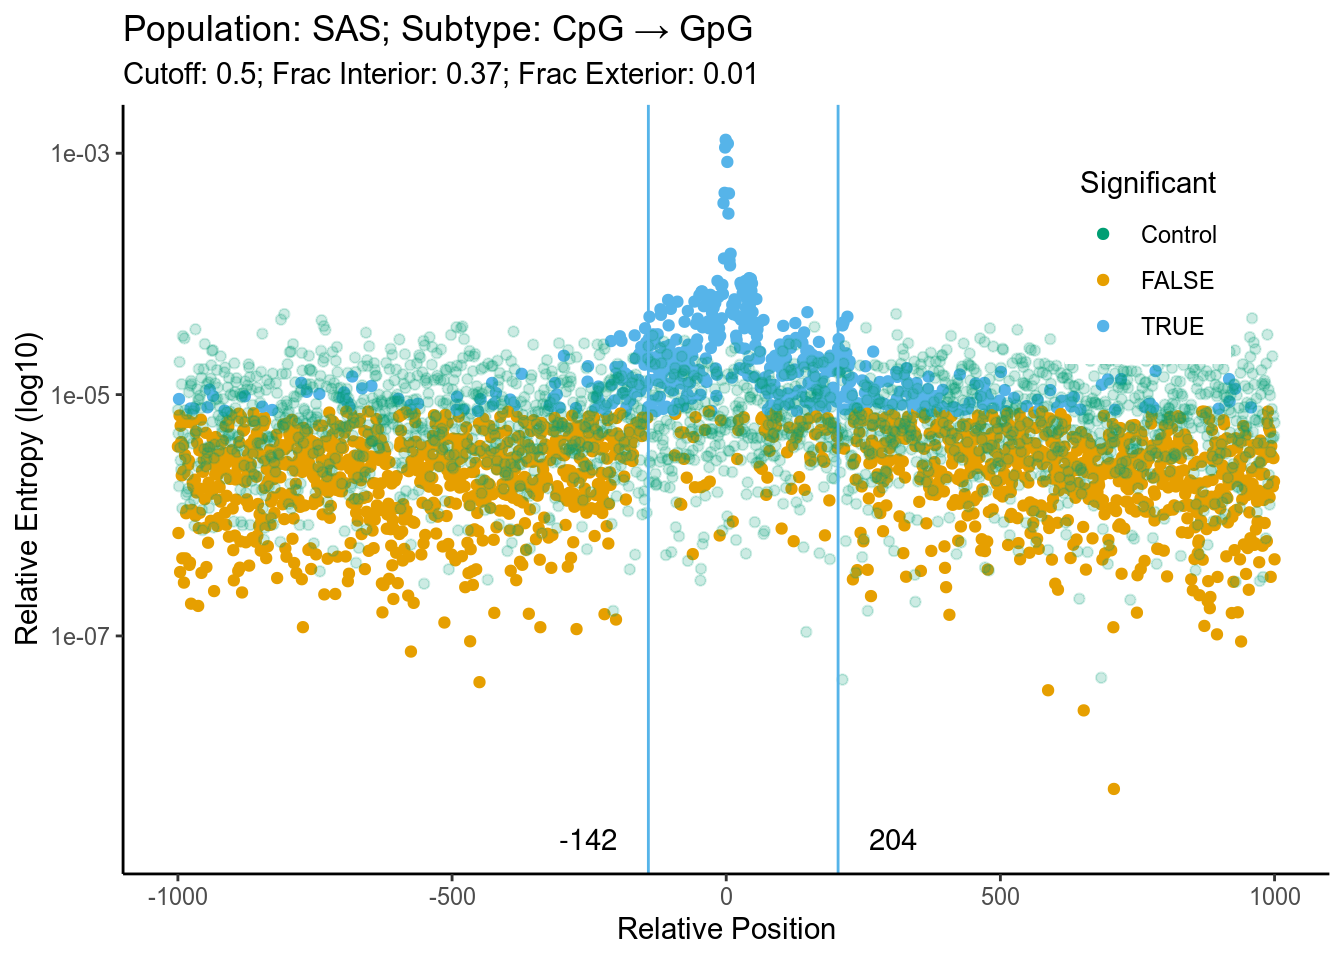 Population: SAS; Subtype: CpG → GpG
Cutoff: 0.5; Frac Interior: 0.37; Frac Exterior: 0.01
Relative Entropy (log10)
1e-03
1e-05
1e-07
Significant
Control
FALSE
TRUE
-142
204
-1000
-500
0
500
1000
Relative Position